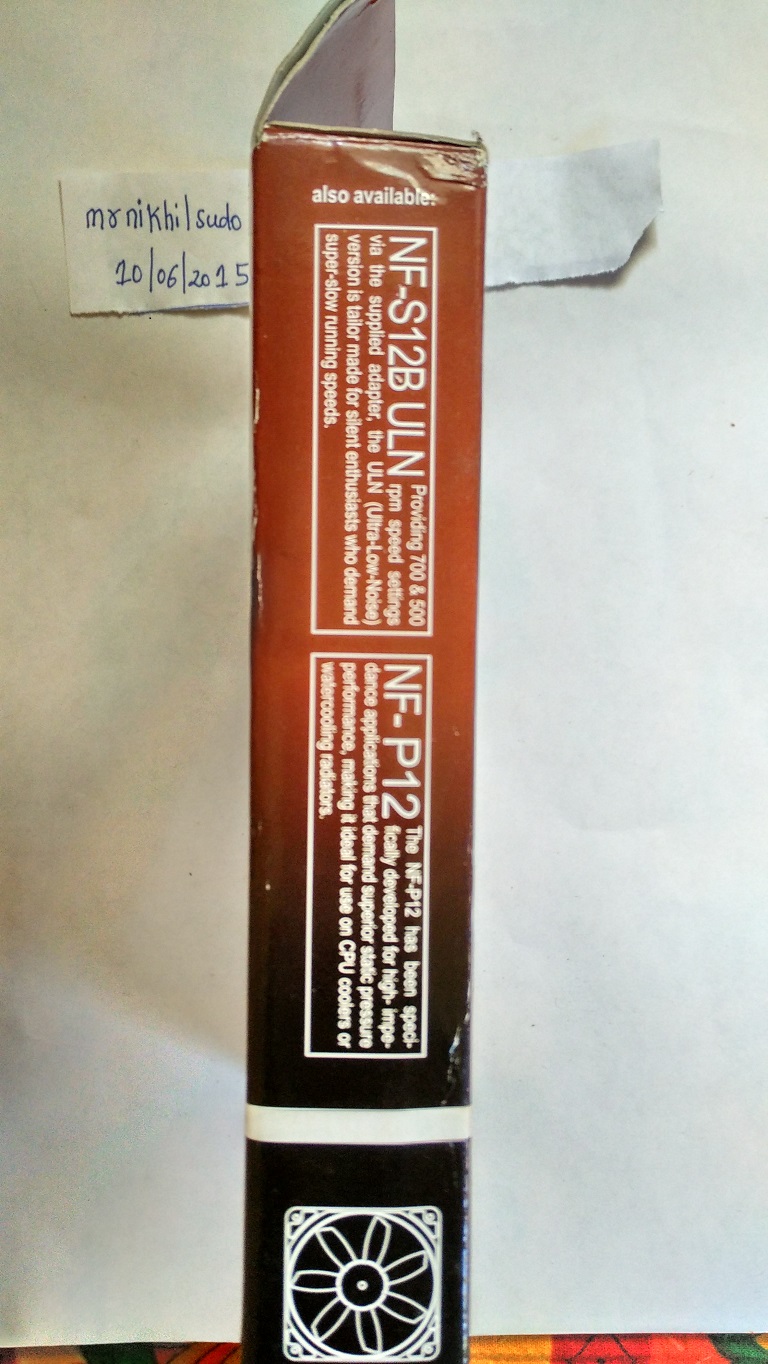 mrnikhilsudo
10/06/2015
also available:
NF-S12B ULN Providing 700 & 500
rpm speed settings
via the supplied adapter, the ULN (Ultra-Low-Noise)
version is tailor made for silent enthusiasts who demand
super-slow running speeds.
NF- P12 The NF-P12 has been speci-
fically developed for high- impe-
dance applications that demand superior static pressure
performance, making it ideal for use on CPU coolers or
watercooling radiators.